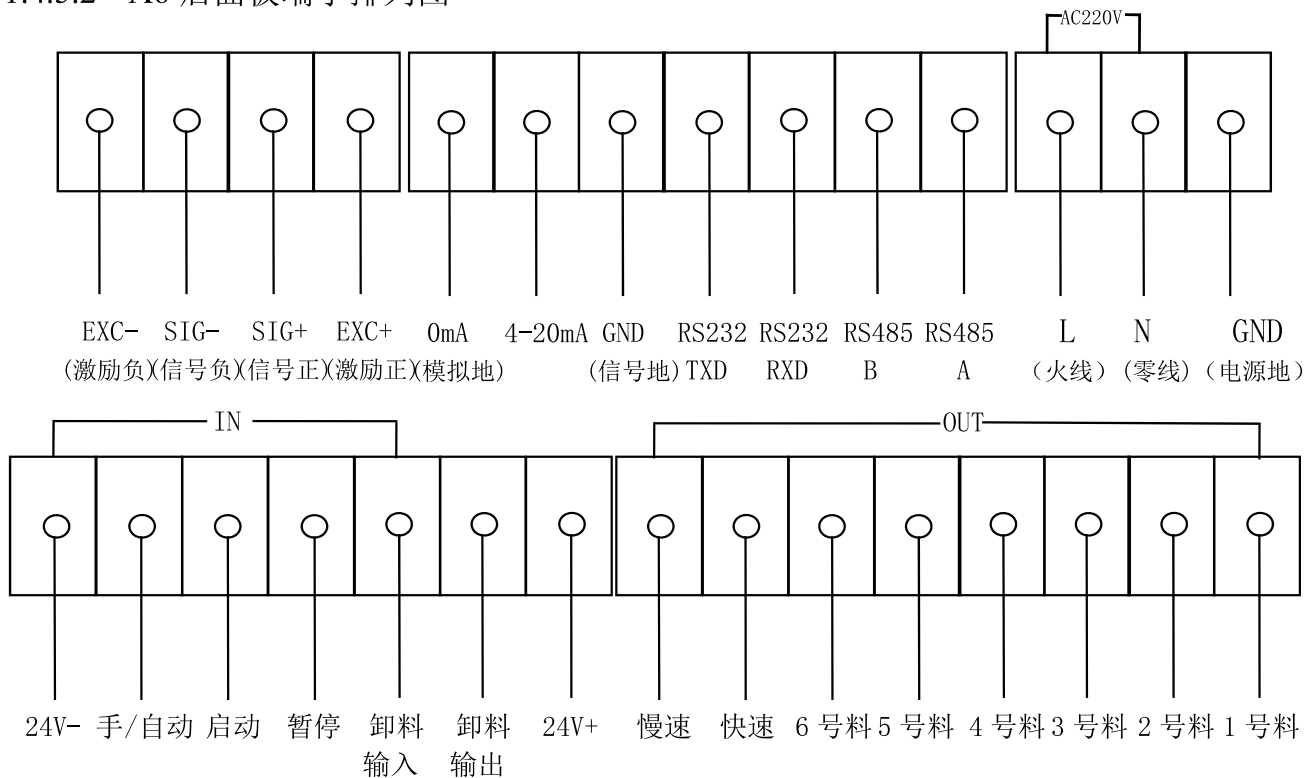 AC220V
EXC- SIG- SIG+ EXC+ 0mA 4-20mA GND RS232 RS232 RS485 RS485 L N GND
(激励负)(信号负)(信号正)(激励正)(模拟地) (信号地) TXD RXD B A (火线) (零线) (电源地)
IN OUT
24V- 手/自动 启动 暂停 卸料 卸料 24V+ 慢速 快速 6号料 5号料 4号料 3号料 2号料 1号料
输入 输出